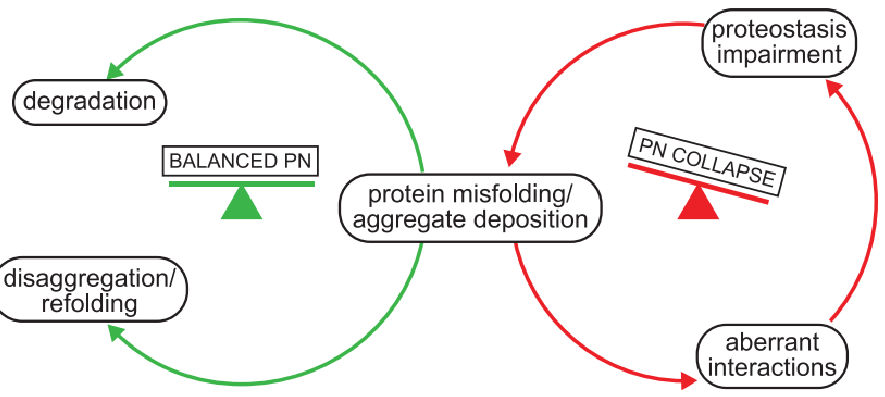 proteostasis
impairment
degradation
BALANCED PN
PN COLLAPSE
protein misfolding/
aggregate deposition
disaggregation/
refolding
aberrant
interactions